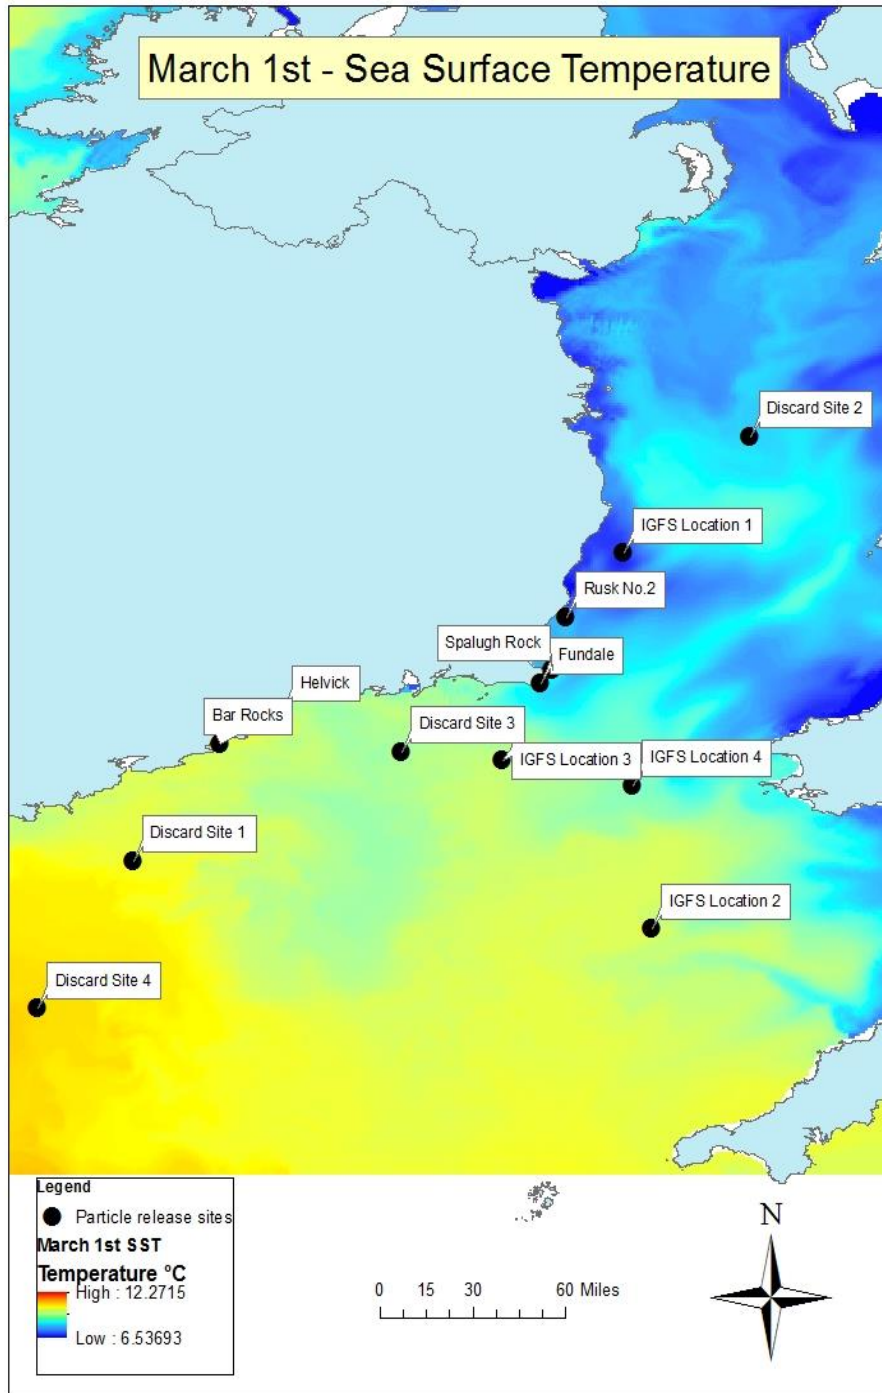 March 1st - Sea Surface Temperature
Discard Site 2
IGFS Location 1
Rusk No.2
Spalugh Rock
Fundale
Helvick
Bar Rocks
Discard Site 3
IGFS Location 3
IGFS Location 4
Discard Site 1
IGFS Location 2
Discard Site 4
Legend
Particle release sites
March 1st SST
Temperature °C
High : 12.2715
Low : 6.53693
0 15 30 60 Miles
N